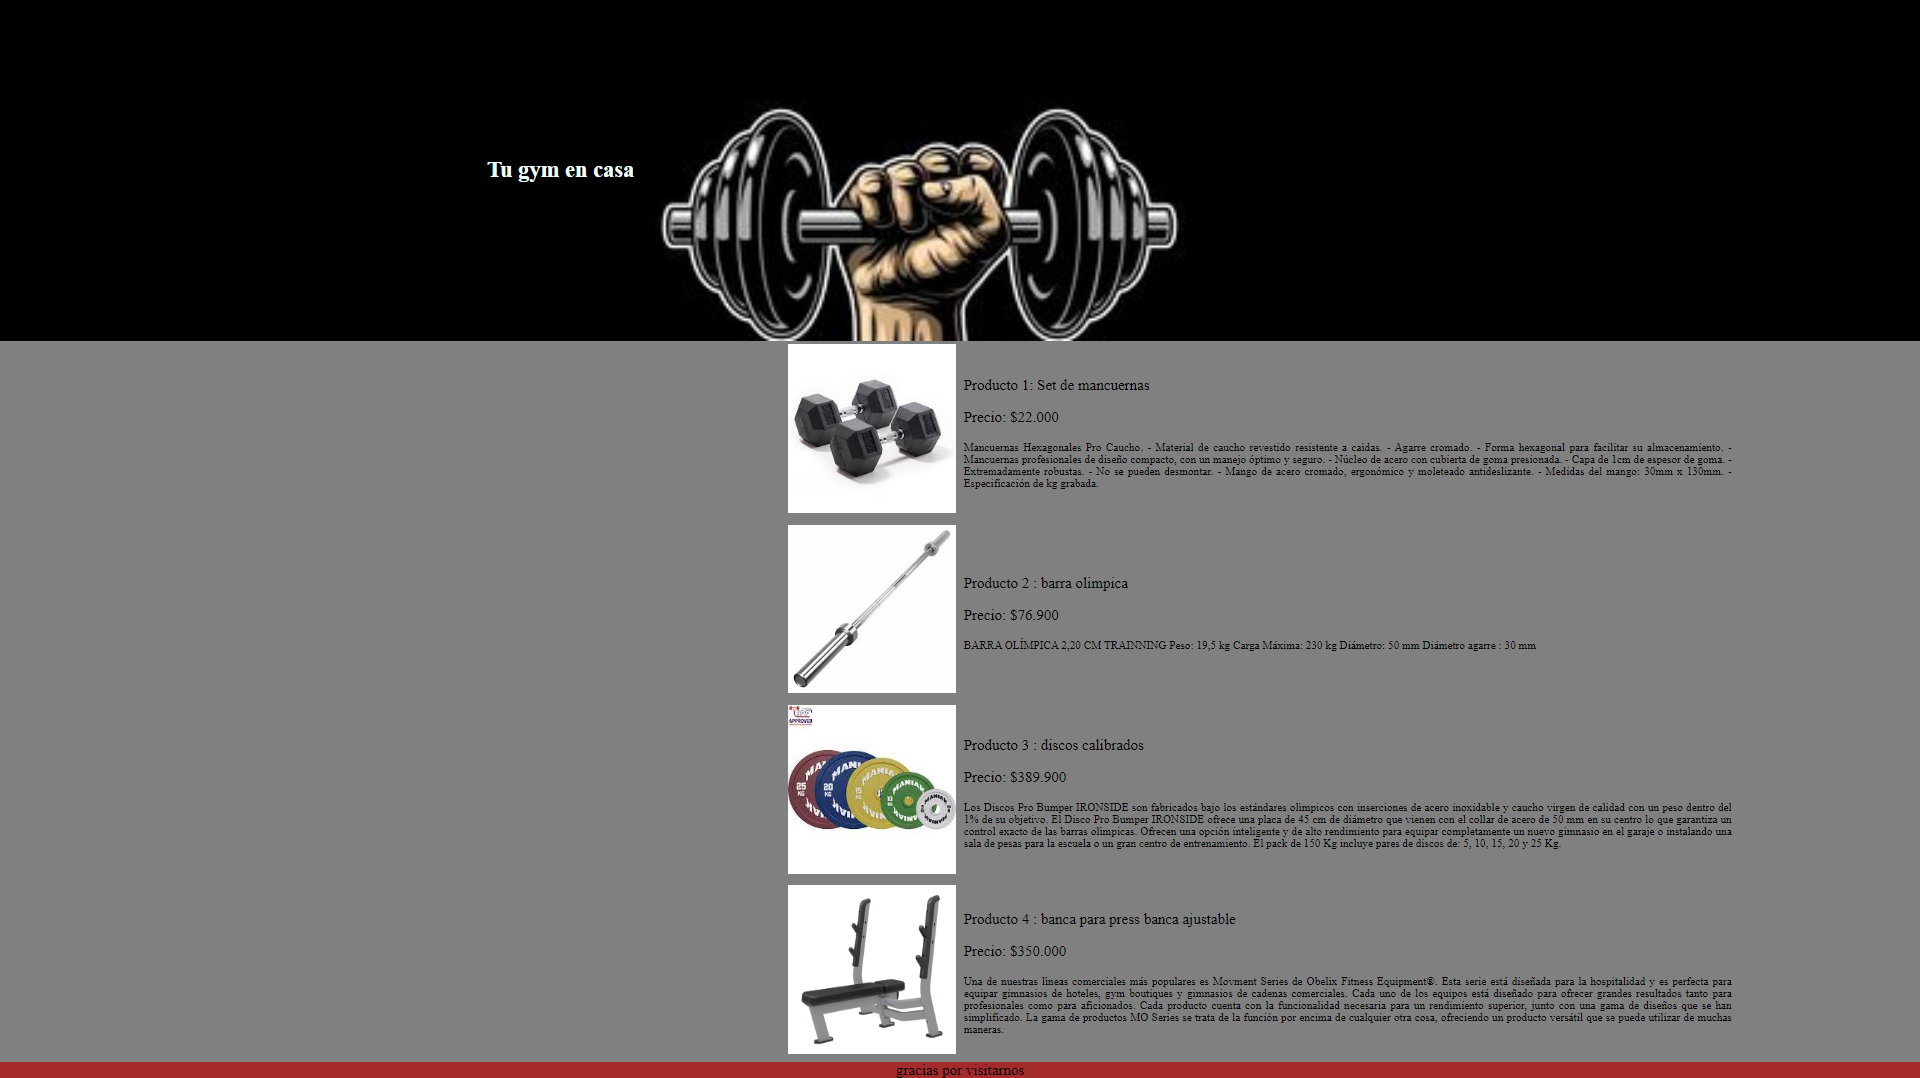 Tu gym en casa
Producto 1: Set de mancuernas
Precio: $22.000
Mancuernas Hexagonales Pro Caucho. - Material de caucho revestido resistente a caídas. - Agarre cromado. - Forma hexagonal para facilitar su almacenamiento. -
Mancuernas profesionales de diseño compacto, con un manejo óptimo y seguro. - Núcleo de acero con cubierta de goma presionada. - Capa de 1cm de espesor de goma. -
Extremadamente robustas. - No se pueden desmontar. - Mango de acero cromado, ergonómico y moleteado antideslizante. - Medidas del mango: 30mm x 130mm. -
Especificación de kg grabada.
Producto 2 : barra olimpica
Precio: $76.900
BARRA OLÍMPICA 2,20 CM TRAINNING Peso: 19,5 kg Carga Máxima: 230 kg Diámetro: 50 mm Diámetro agarre : 30 mm
APPROVED
MANIAK
25 KG
20 KG
15 KG
10 KG
Producto 3 : discos calibrados
Precio: $389.900
Los Discos Pro Bumper IRONSIDE son fabricados bajo los estándares olimpicos con inserciones de acero inoxidable y caucho virgen de calidad con un peso dentro del
1% de su objetivo. El Disco Pro Bumper IRONSIDE ofrece una placa de 45 cm de diámetro que vienen con el collar de acero de 50 mm en su centro lo que garantiza un
control exacto de las barras olimpicas. Ofrecen una opción inteligente y de alto rendimiento para equipar completamente un nuevo gimnasio en el garaje o instalando una
sala de pesas para la escuela o un gran centro de entrenamiento. El pack de 150 Kg incluye pares de discos de: 5, 10, 15, 20 y 25 Kg.
Producto 4 : banca para press banca ajustable
Precio: $350.000
Una de nuestras lineas comerciales más populares es Movment Series de Obelix Fitness Equipment®. Esta serie está diseñada para la hospitalidad y es perfecta para
equipar gimnasios de hoteles, gym boutiques y gimnasios de cadenas comerciales. Cada uno de los equipos está diseñado para ofrecer grandes resultados tanto para
profesionales como para aficionados. Cada producto cuenta con la funcionalidad necesaria para un rendimiento superior, junto con una gama de diseños que se han
simplificado. La gama de productos MO Series se trata de la función por encima de cualquier otra cosa, ofreciendo un producto versátil que se puede utilizar de muchas
maneras.
gracias por visitarnos